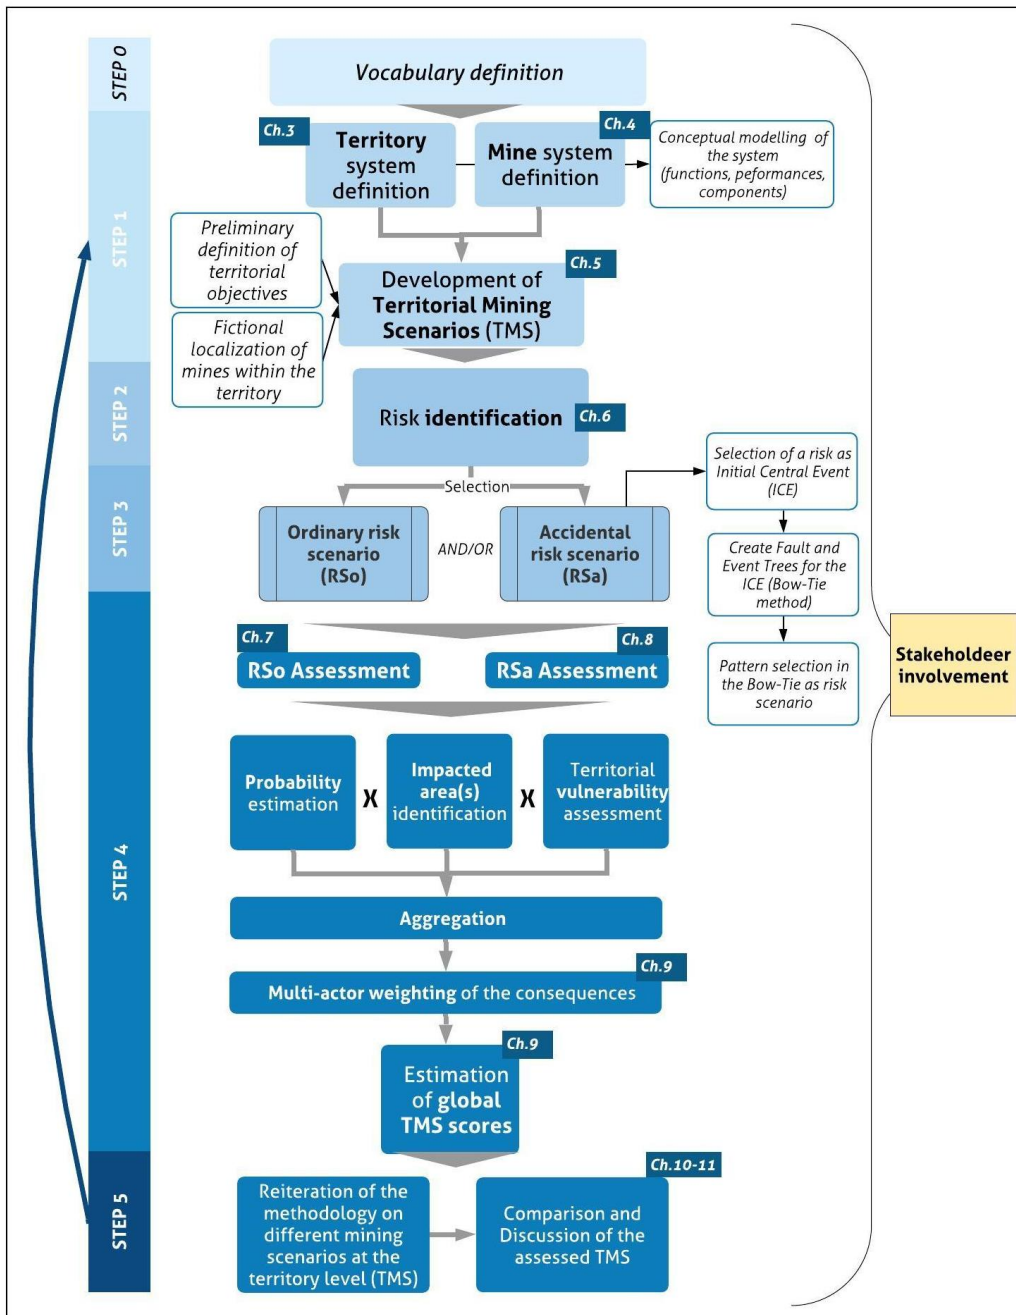 STEP 0
Vocabulary definition
STEP 1
Ch.3
Territory
system
definition
Ch.4
Mine system
definition
Conceptual modelling of
the system
(functions, peformances,
components)
Preliminary
definition of
territorial
objectives
Fictional
localization of
mines within the
territory
Ch.5
Development of
Territorial Mining
Scenarios (TMS)
STEP 2
Risk identification
Ch.6
STEP 3
Selection
Ordinary risk
scenario
(RSo)
AND/OR
Accidental
risk scenario
(RSa)
Selection of a risk as
Initial Central Event
(ICE)
Create Fault and
Event Trees for the
ICE (Bow-Tie
method)
Pattern selection in
the Bow-Tie as risk
scenario
Stakeholdeer
involvement
STEP 4
Ch.7
RSo Assessment
Ch.8
RSa Assessment
Probability
estimation
X
Impacted
area(s)
identification
X
Territorial
vulnerability
assessment
Aggregation
Ch.9
Multi-actor weighting of the consequences
Ch.9
Estimation
of global
TMS scores
STEP 5
Reiteration of the
methodology on
different mining
scenarios at the
territory level (TMS)
Ch.10-11
Comparison and
Discussion of the
assessed TMS